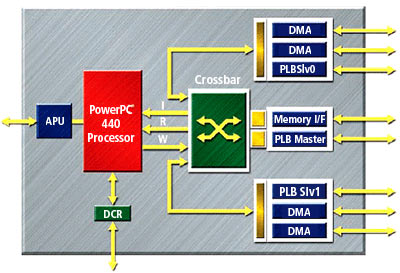 DMA
DMA
PLBSlv0
Crossbar
PowerPC®
440
Processor
APU
I
R
W
Memory I/F
PLB Master
PLB Slv1
DMA
DMA
DCR